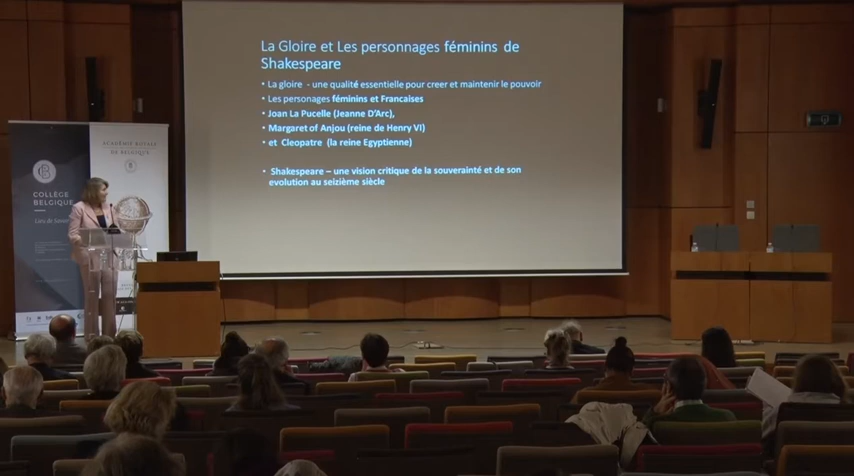 La Gloire et Les personnages féminins de
Shakespeare
• La gloire - une qualité essentielle pour creer et maintenir le pouvoir
• Les personages féminins et Francaises
• Joan La Pucelle (Jeanne D'Arc),
• Margaret of Anjou (reine de Henry VI)
• et Cleopatre (la reine Egyptienne)
• Shakespeare – une vision critique de la souverainté et de son
evolution au seizième siècle
COLLÈGE
BELGIQUE
ACADÉMIE ROYALE
DE BELGIQUE
COLLÈGE
BELGIQUE